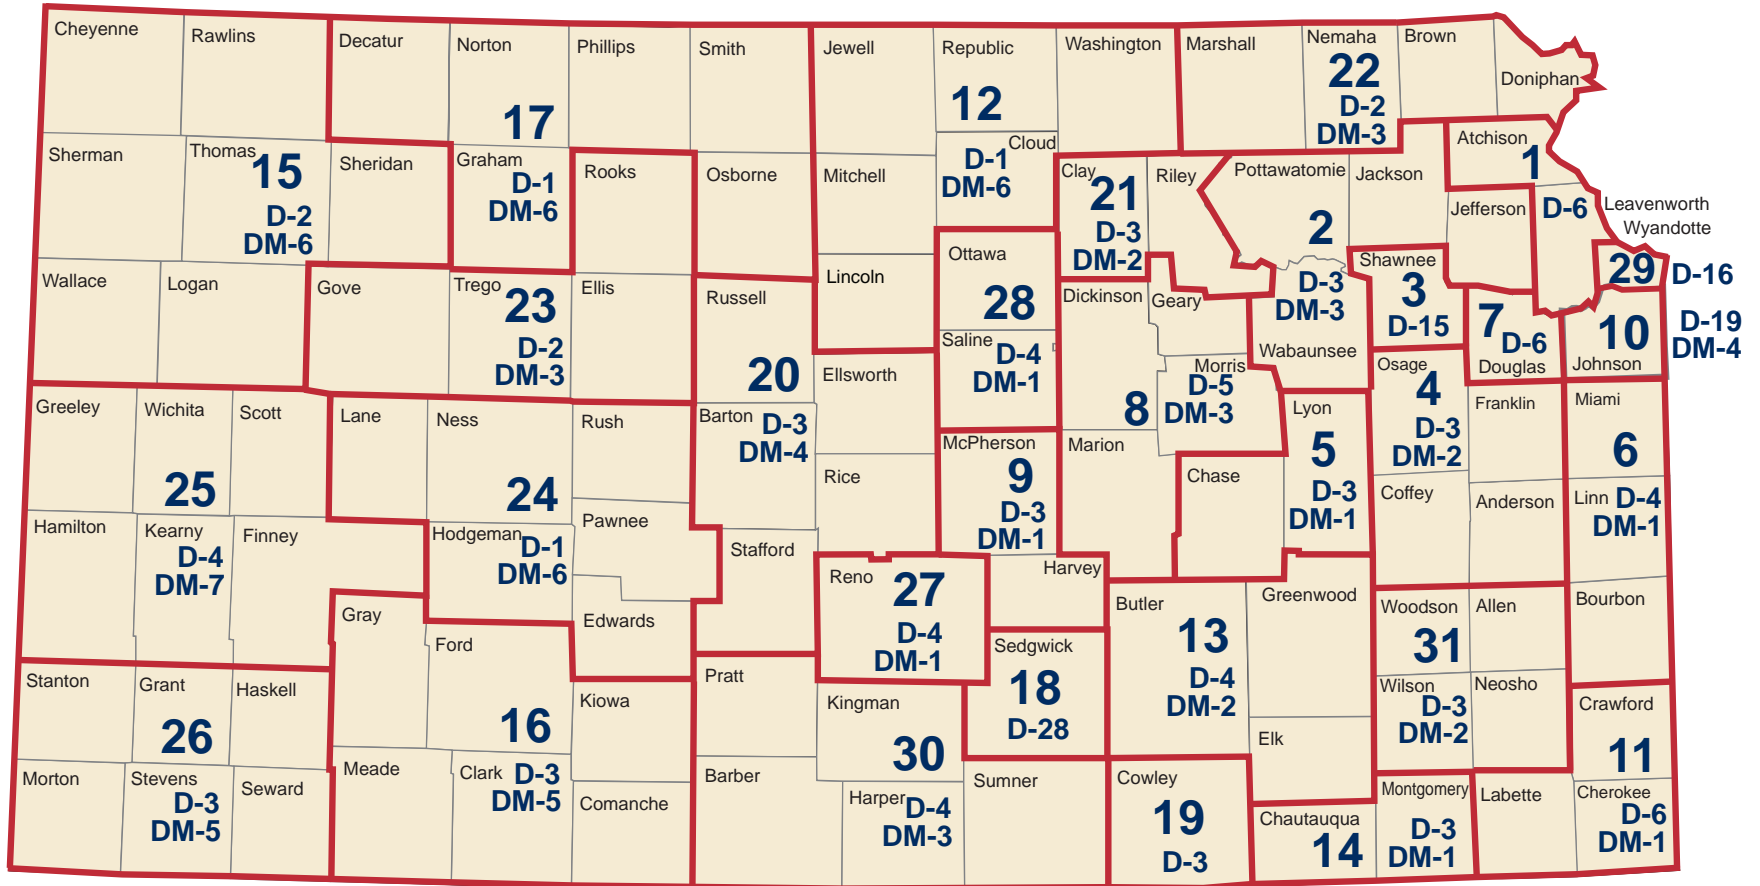 Cheyenne
Rawlins
Decatur
Norton
Phillips
Smith
Jewell
Republic
Washington
Marshall
Nemaha
Brown
Doniphan
17
12
22
D-2
DM-3
Sherman
Thomas
15
D-2
DM-6
Sheridan
Graham
D-1
DM-6
Rooks
Osborne
Mitchell
Cloud
D-1
DM-6
Clay
21
D-3
DM-2
Riley
Pottawatomie
2
D-3
DM-3
Jackson
Atchison
1
D-6
Jefferson
Leavenworth
Wyandotte
29
D-16
Wallace
Logan
Gove
Trego
23
D-2
DM-3
Ellis
Russell
20
Lincoln
Ottawa
28
Saline
D-4
DM-1
Dickinson
Geary
8
Morris
D-5
DM-3
Wabaunsee
Shawnee
3
D-15
7
D-6
Douglas
10
Johnson
D-19
DM-4
Greeley
Wichita
Scott
25
Lane
Ness
24
Rush
Barton
D-3
DM-4
Ellsworth
Rice
McPherson
9
D-3
DM-1
Marion
Chase
Lyon
5
D-3
DM-1
Osage
4
D-3
DM-2
Franklin
Miami
6
Coffey
Anderson
Linn
D-4
DM-1
Hamilton
Kearny
D-4
DM-7
Finney
Hodgeman
D-1
DM-6
Pawnee
Edwards
Stafford
Reno
27
D-4
DM-1
Harvey
Sedgwick
18
D-28
Butler
13
D-4
DM-2
Greenwood
Woodson
31
Allen
Bourbon
Gray
Ford
16
Stanton
Grant
26
Haskell
Kiowa
Pratt
Kingman
30
Elk
Wilson
D-3
DM-2
Neosho
Crawford
11
Morton
Stevens
D-3
DM-5
Seward
Meade
Clark
D-3
DM-5
Comanche
Barber
Harper
D-4
DM-3
Sumner
Cowley
19
D-3
Chautauqua
14
Montgomery
D-3
DM-1
Labette
Cherokee
D-6
DM-1